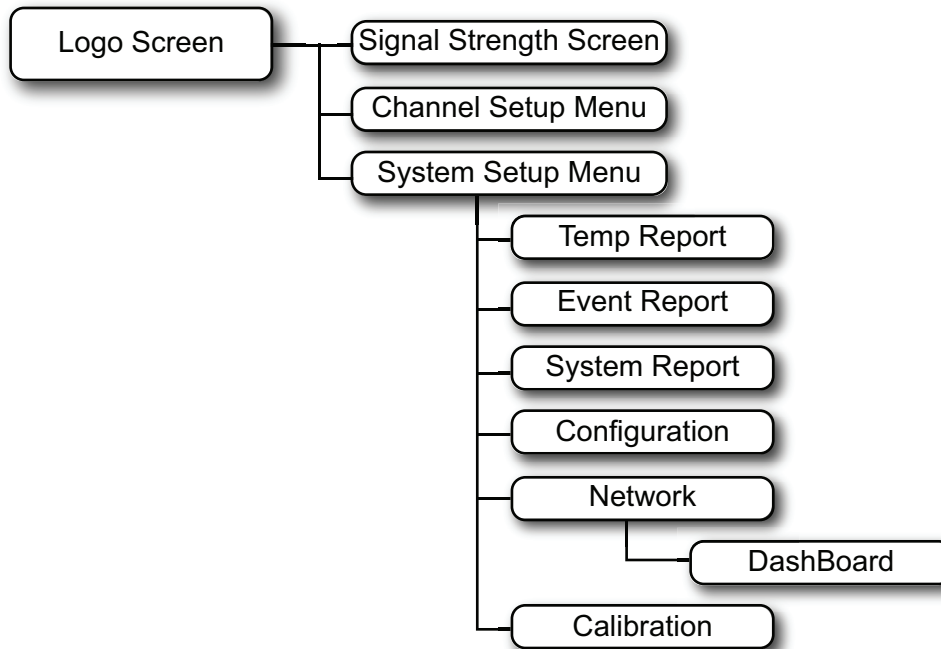 Logo Screen
Signal Strength Screen
Channel Setup Menu
System Setup Menu
Temp Report
Event Report
System Report
Configuration
Network
DashBoard
Calibration